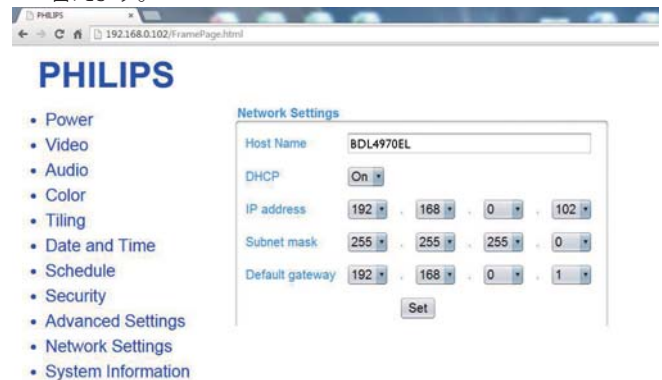 PHILIPS
192.168.0.102/FramePage.html
PHILIPS
• Power
• Video
• Audio
• Color
• Tiling
• Date and Time
• Schedule
• Security
• Advanced Settings
• Network Settings
• System Information
Network Settings
Host Name BDL4970EL
DHCP On
IP address 192 . 168 . 0 . 102
Subnet mask 255 . 255 . 255 . 0
Default gateway 192 . 168 . 0 . 1
Set